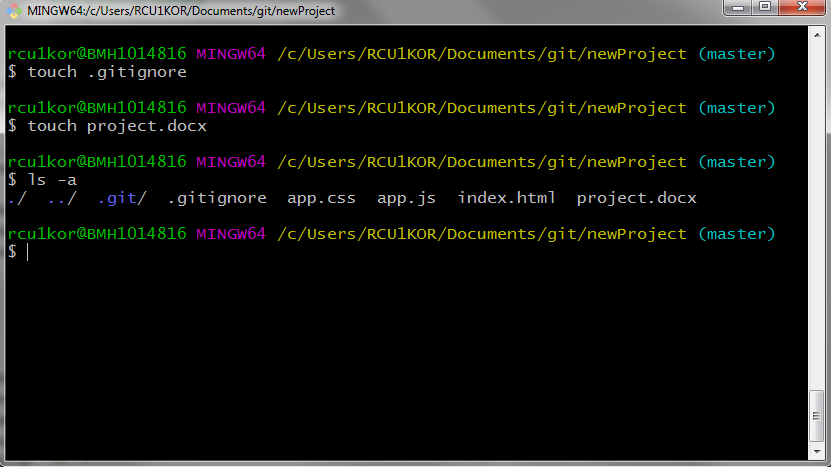 MINGW64:/c/Users/RCU1KOR/Documents/git/newProject
rcu1kor@BMH1014816 MINGW64 /c/Users/RCU1KOR/Documents/git/newProject (master)
$ touch .gitignore
rcu1kor@BMH1014816 MINGW64 /c/Users/RCU1KOR/Documents/git/newProject (master)
$ touch project.docx
rcu1kor@BMH1014816 MINGW64 /c/Users/RCU1KOR/Documents/git/newProject (master)
$ ls -a
./  ../  .git/  .gitignore  app.css  app.js  index.html  project.docx
rcu1kor@BMH1014816 MINGW64 /c/Users/RCU1KOR/Documents/git/newProject (master)
$